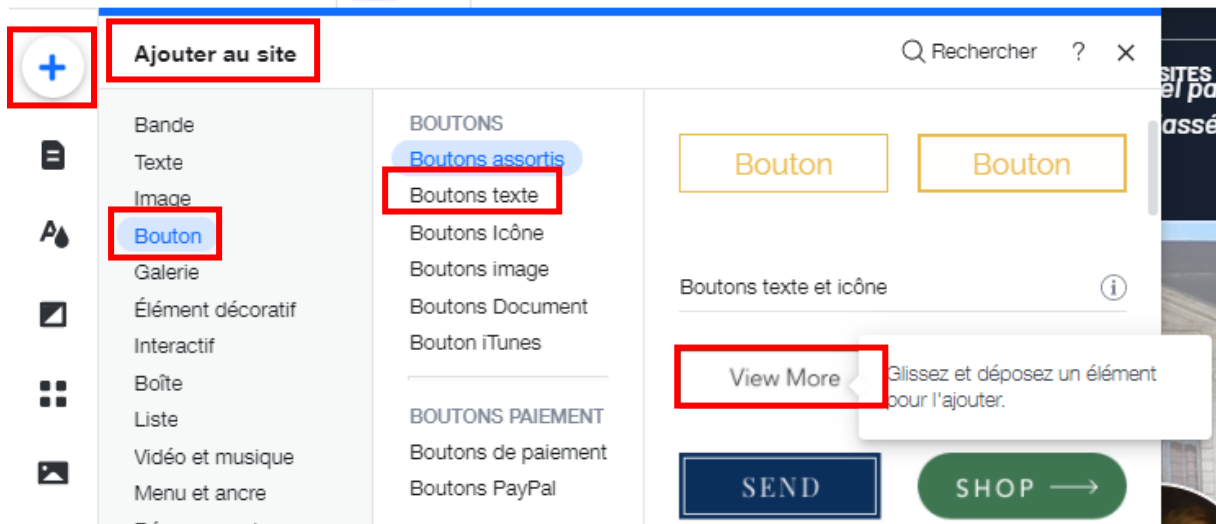 Ajouter au site
Rechercher ?
Bande
Texte
Image
Bouton
Galerie
Élément décoratif
Interactif
Boîte
Liste
Vidéo et musique
Menu et ancre
BOUTONS
Boutons assortis
Boutons texte
Boutons Icône
Boutons image
Boutons Document
Bouton iTunes
BOUTONS PAIEMENT
Boutons de paiement
Boutons PayPal
Bouton Bouton
Boutons texte et icône
View More
Glissez et déposez un élément
pour l'ajouter.
SEND SHOP
SITES
el pa
assé